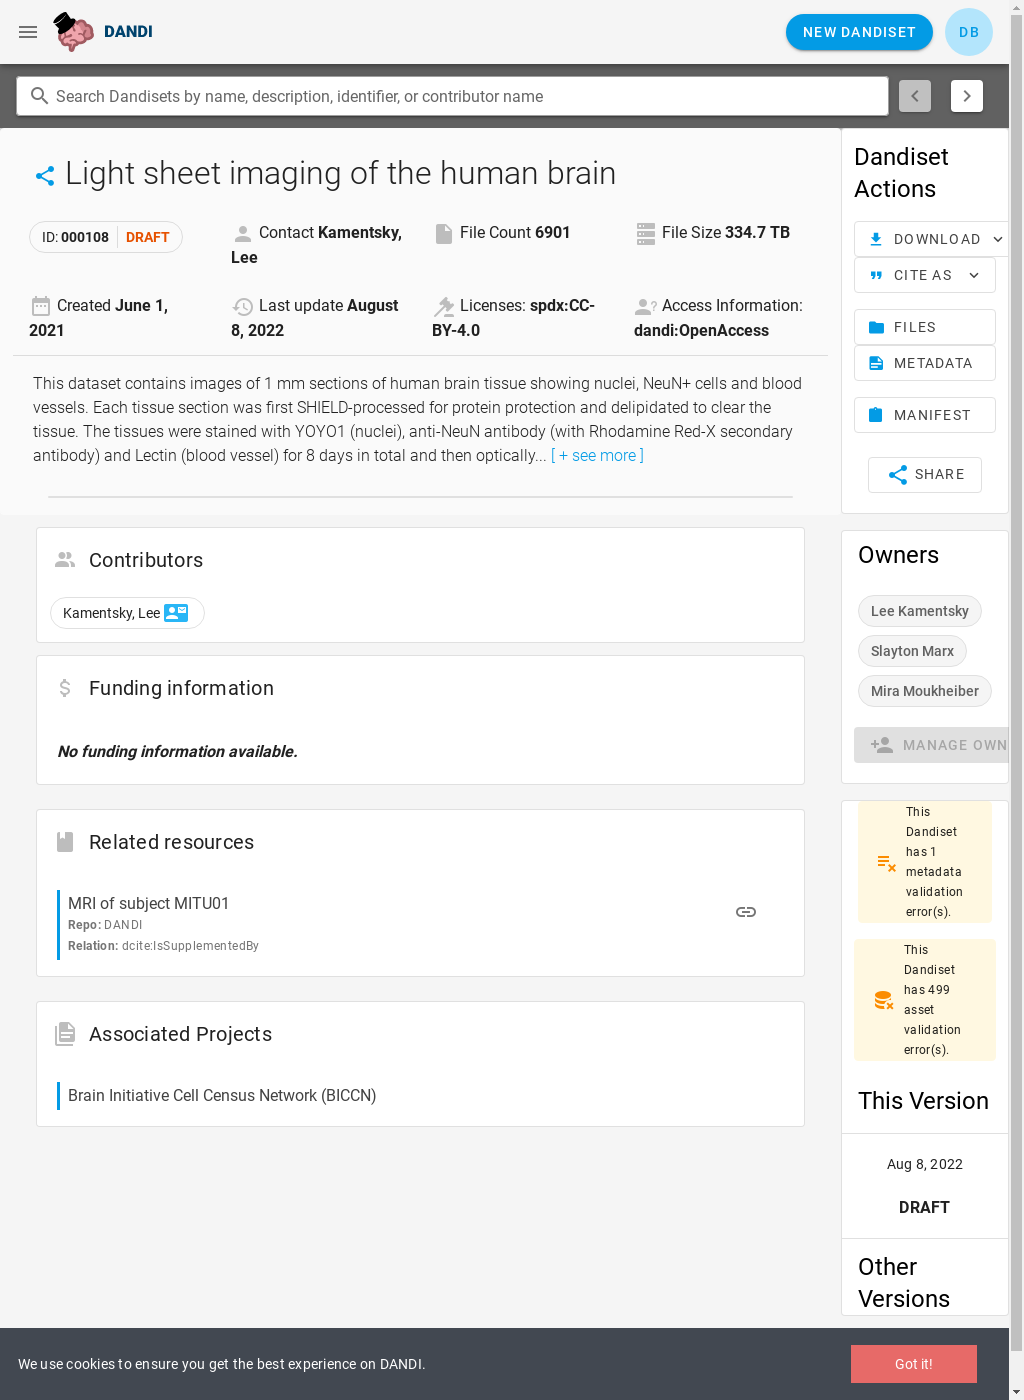 DANDI
NEW DANDISET
DB
Search Dandisets by name, description, identifier, or contributor name
Light sheet imaging of the human brain
ID: 000108 DRAFT
Contact Kamentsky,
Lee
File Count 6901
File Size 334.7 TB
Created June 1,
2021
Last update August
8, 2022
Licenses: spdx:CC-
BY-4.0
Access Information:
dandi:OpenAccess
This dataset contains images of 1 mm sections of human brain tissue showing nuclei, NeuN+ cells and blood
vessels. Each tissue section was first SHIELD-processed for protein protection and delipidated to clear the
tissue. The tissues were stained with YOYO1 (nuclei), anti-NeuN antibody (with Rhodamine Red-X secondary
antibody) and Lectin (blood vessel) for 8 days in total and then optically... [ + see more ]
Contributors
Kamentsky, Lee
Funding information
No funding information available.
Related resources
MRI of subject MITU01
Repo: DANDI
Relation: dcite:IsSupplementedBy
Associated Projects
Brain Initiative Cell Census Network (BICCN)
Dandiset
Actions
DOWNLOAD
CITE AS
FILES
METADATA
MANIFEST
SHARE
Owners
Lee Kamentsky
Slayton Marx
Mira Moukheiber
MANAGE OWN
This
Dandiset
has 1
metadata
validation
error(s).
This
Dandiset
has 499
asset
validation
error(s).
This Version
Aug 8, 2022
DRAFT
Other
Versions
We use cookies to ensure you get the best experience on DANDI.
Got it!